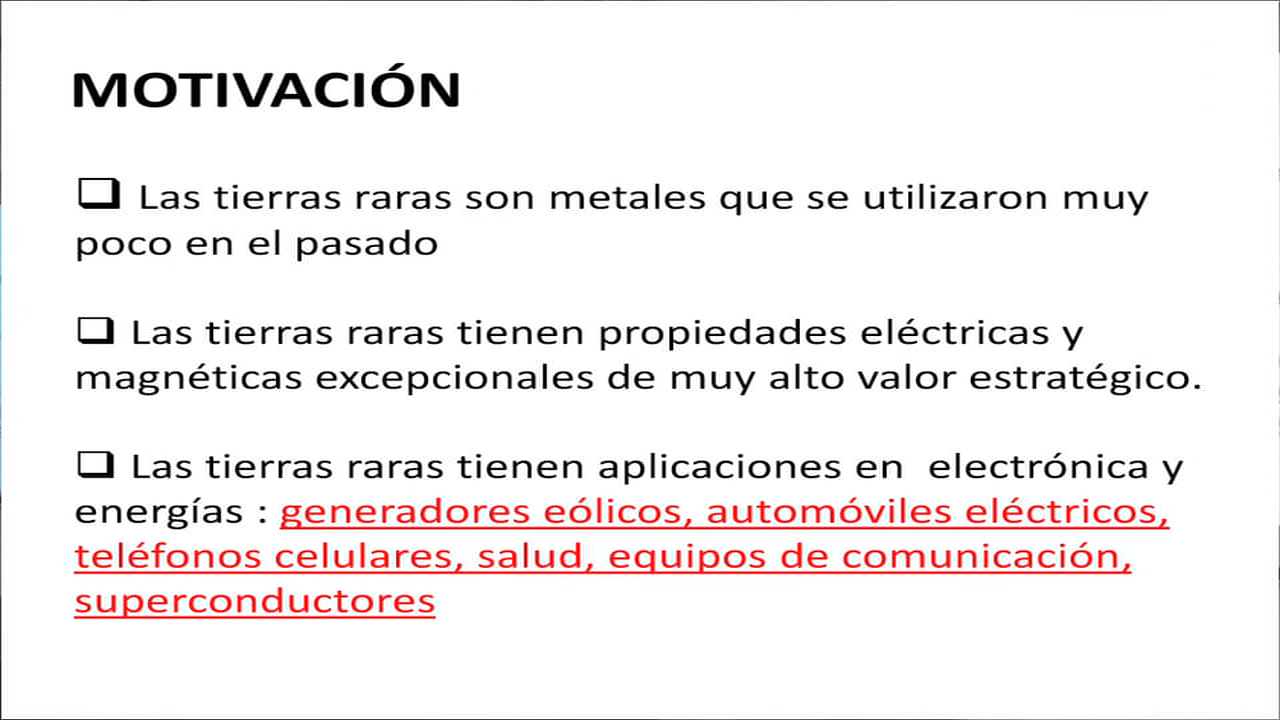 MOTIVACIÓN
❑ Las tierras raras son metales que se utilizaron muy
poco en el pasado
❑ Las tierras raras tienen propiedades eléctricas y
magnéticas excepcionales de muy alto valor estratégico.
❑ Las tierras raras tienen aplicaciones en  electrónica y
energías : generadores eólicos, automóviles eléctricos,
teléfonos celulares, salud, equipos de comunicación,
superconductores